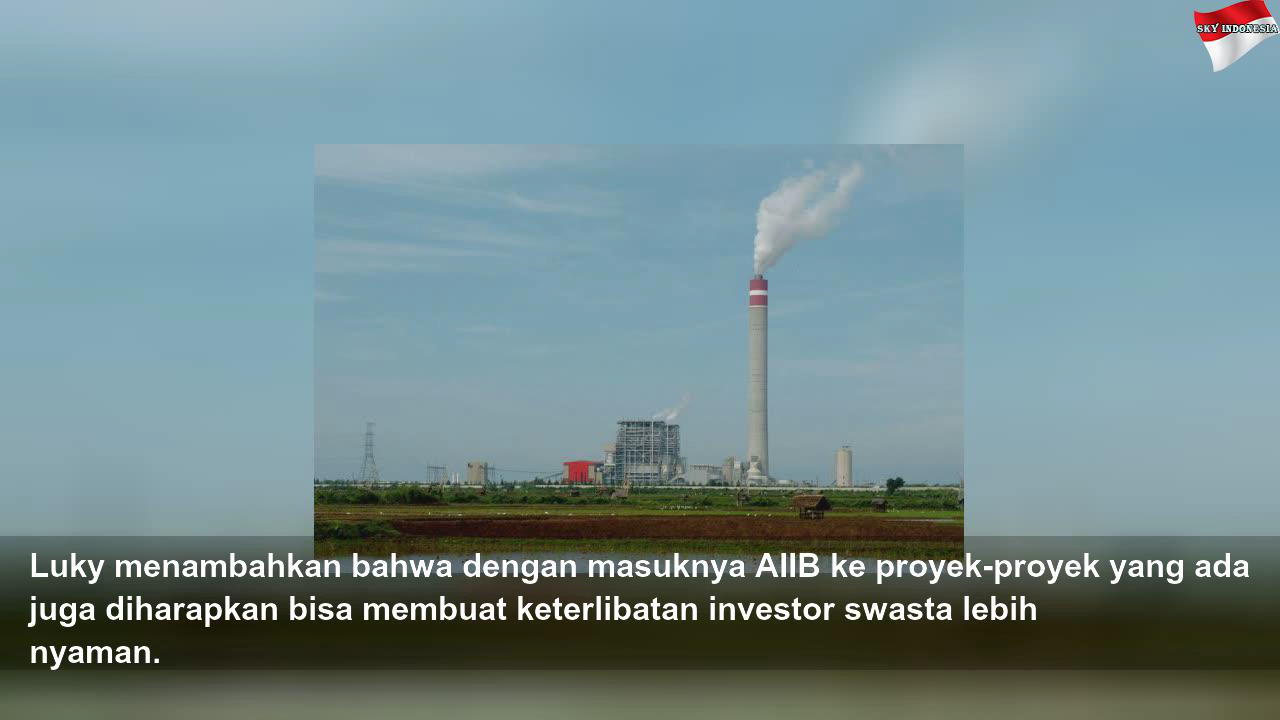 SKY INDONESIA
Luky menambahkan bahwa dengan masuknya AIIB ke proyek-proyek yang ada
juga diharapkan bisa membuat keterlibatan investor swasta lebih
nyaman.